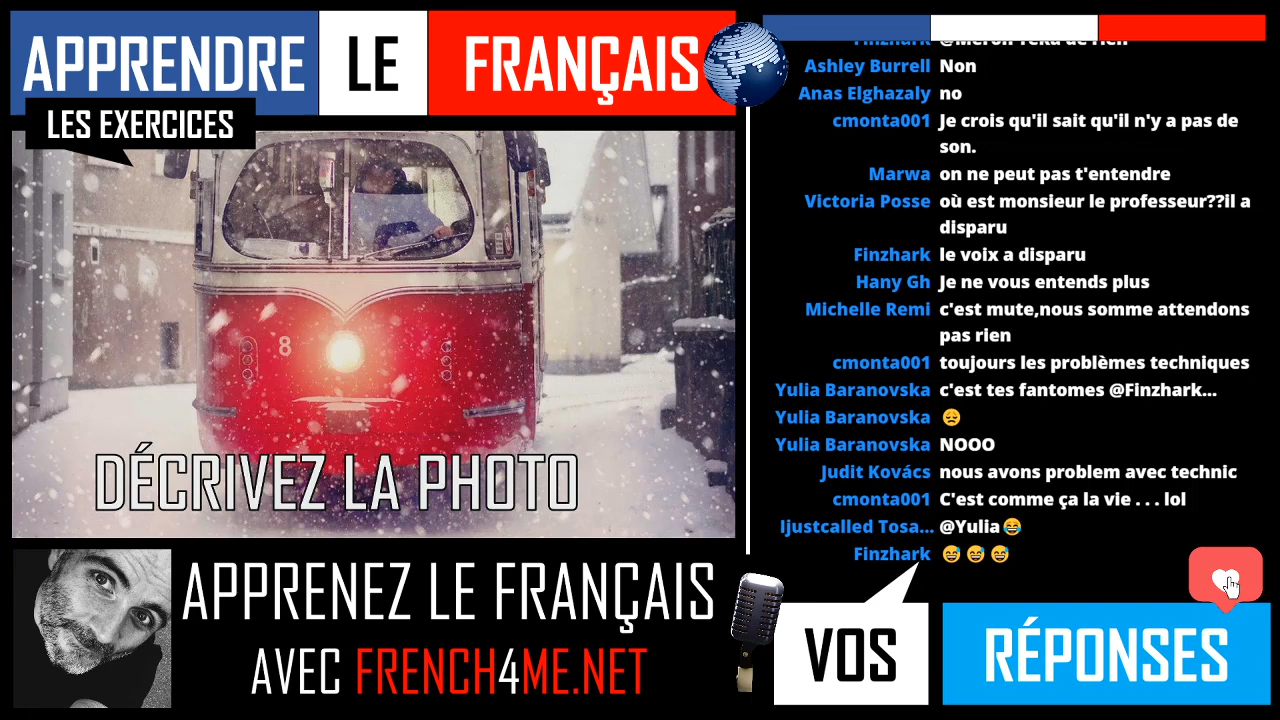 APPRENDRE LE FRANÇAIS
LES EXERCICES
8
DÉCRIVEZ LA PHOTO
APPRENEZ LE FRANÇAIS
AVEC FRENCH4ME.NET
Finzhark @Meron Teka de rien
Ashley Burrell Non
Anas Elghazaly no
cmonta001 Je crois qu'il sait qu'il n'y a pas de
son.
Marwa on ne peut pas t'entendre
Victoria Posse où est monsieur le professeur??il a
disparu
Finzhark le voix a disparu
Hany Gh Je ne vous entends plus
Michelle Remi c'est mute,nous somme attendons
pas rien
cmonta001 toujours les problèmes techniques
Yulia Baranovska c'est tes fantomes @Finzhark...
Yulia Baranovska 😞
Yulia Baranovska NOOO
Judit Kovács nous avons problem avec technic
cmonta001 C'est comme ça la vie . . . lol
Ijustcalled Tosa... @Yulia 😂
Finzhark 😅 😅 😅
VOS RÉPONSES